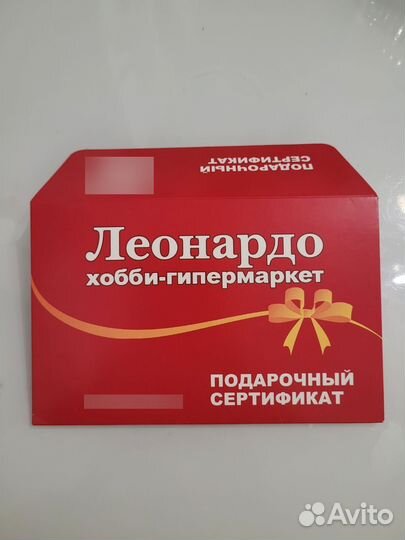 ПОДАРОЧНЫЙ
СЕРТИФИКАТ
Леонардо
хобби-гипермаркет
ПОДАРОЧНЫЙ
СЕРТИФИКАТ
Avito